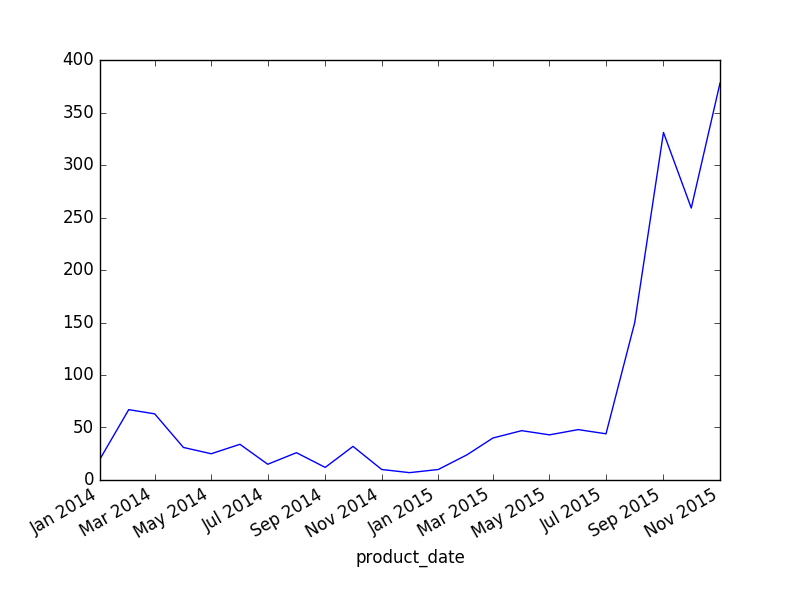 400
350
300
250
200
150
100
50
0
Jan 2014
Mar 2014
May 2014
Jul 2014
Sep 2014
Nov 2014
Jan 2015
Mar 2015
May 2015
Jul 2015
Sep 2015
Nov 2015
product_date